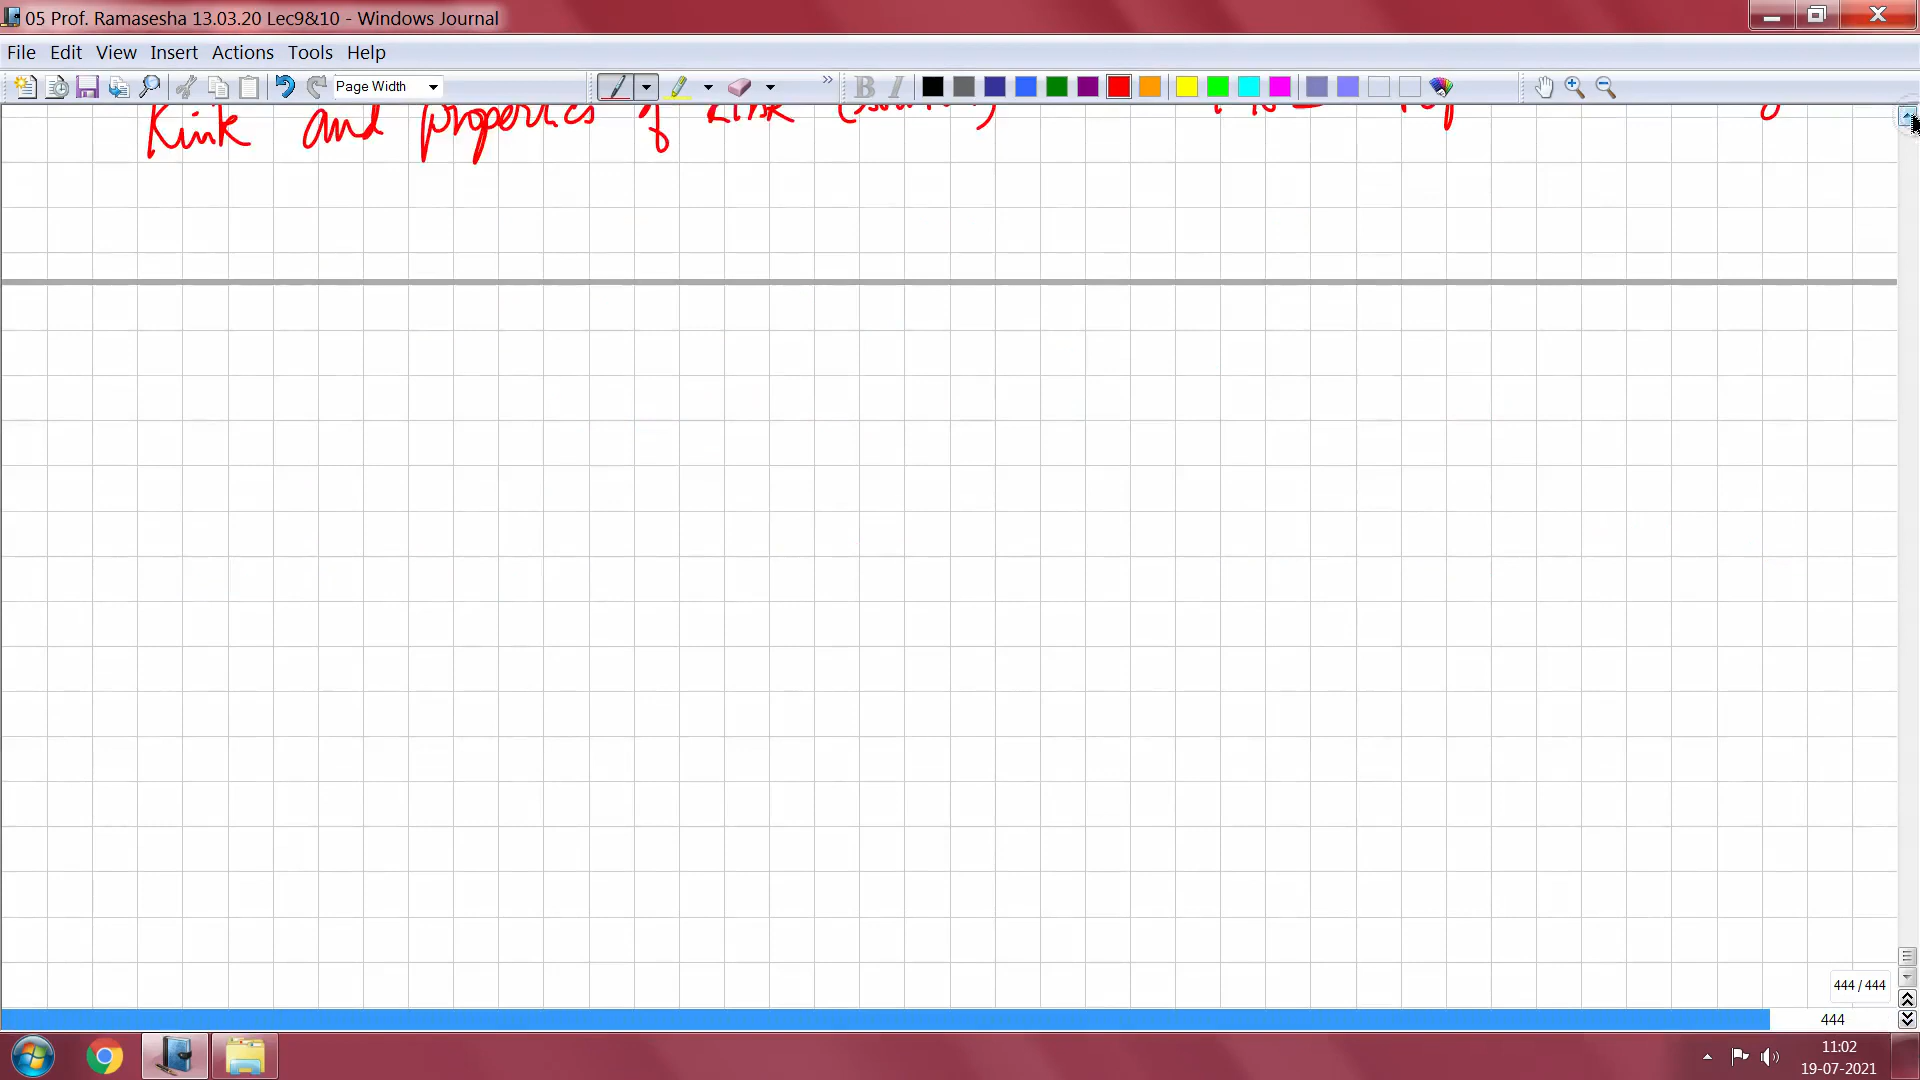 05 Prof. Ramasesha 13.03.20 Lec9&10 - Windows Journal
File Edit View Insert Actions Tools Help
Page Width
B I
Kink and properties of kink
444 / 444
444
11:02
19-07-2021